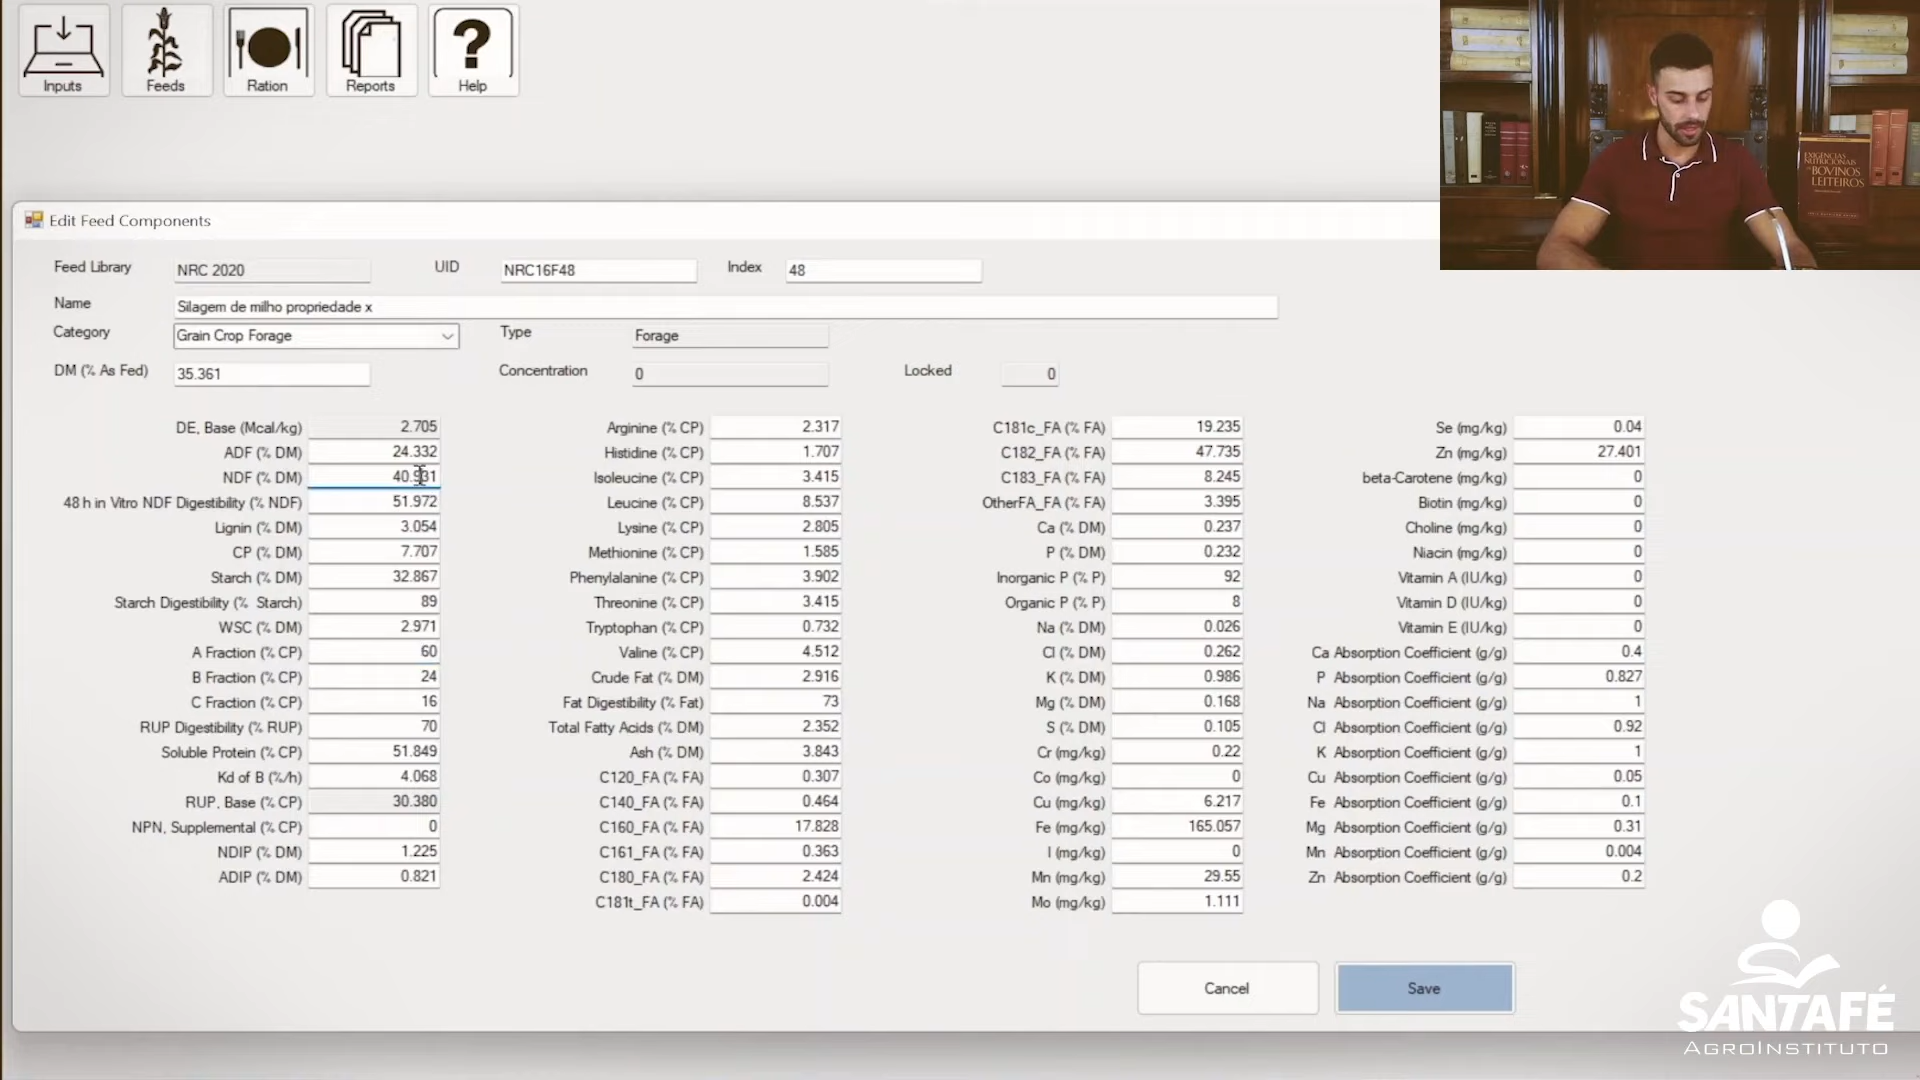 Inputs
Feeds
Ration
Reports
Help
EXIGÊNCIAS
NUTRICIONAIS
BOVINOS
LEITEIROS
Edit Feed Components
Feed Library NRC 2020 UID NRC16F48 Index 48
Name Silagem de milho propriedade x
Category Grain Crop Forage Type Forage
DM (% As Fed) 35.361 Concentration 0 Locked 0
DE, Base (Mcal/kg) 2.705
ADF (% DM) 24.332
NDF (% DM)
48 h in Vitro NDF Digestibility (% NDF) 51.972
Lignin (% DM) 3.054
CP (% DM) 7.707
Starch (% DM) 32.867
Starch Digestibility (% Starch) 89
WSC (% DM) 2.971
A Fraction (% CP) 60
B Fraction (% CP) 24
C Fraction (% CP) 16
RUP Digestibility (% RUP) 70
Soluble Protein (% CP) 51.849
Kd of B (%/h) 4.068
RUP, Base (% CP) 30.380
NPN, Supplemental (% CP) 0
NDIP (% DM) 1.225
ADIP (% DM) 0.821
Arginine (% CP) 2.317
Histidine (% CP) 1.707
Isoleucine (% CP) 3.415
Leucine (% CP) 8.537
Lysine (% CP) 2.805
Methionine (% CP) 1.585
Phenylalanine (% CP) 3.902
Threonine (% CP) 3.415
Tryptophan (% CP) 0.732
Valine (% CP) 4.512
Crude Fat (% DM) 2.916
Fat Digestibility (% Fat) 73
Total Fatty Acids (% DM) 2.352
Ash (% DM) 3.843
C120_FA (% FA) 0.307
C140_FA (% FA) 0.464
C160_FA (% FA) 17.828
C161_FA (% FA) 0.363
C180_FA (% FA) 2.424
C181t_FA (% FA) 0.004
C181c_FA (% FA) 19.235
C182_FA (% FA) 47.735
C183_FA (% FA) 8.245
OtherFA_FA (% FA) 3.395
Ca (% DM) 0.237
P (% DM) 0.232
Inorganic P (% P) 92
Organic P (% P) 8
Na (% DM) 0.026
Cl (% DM) 0.262
K (% DM) 0.986
Mg (% DM) 0.168
S (% DM) 0.105
Cr (mg/kg) 0.22
Co (mg/kg) 0
Cu (mg/kg) 6.217
Fe (mg/kg) 165.057
I (mg/kg) 0
Mn (mg/kg) 29.55
Mo (mg/kg) 1.111
Se (mg/kg) 0.04
Zn (mg/kg) 27.401
beta-Carotene (mg/kg) 0
Biotin (mg/kg) 0
Choline (mg/kg) 0
Niacin (mg/kg) 0
Vitamin A (IU/kg) 0
Vitamin D (IU/kg) 0
Vitamin E (IU/kg) 0
Ca Absorption Coefficient (g/g) 0.4
P Absorption Coefficient (g/g) 0.827
Na Absorption Coefficient (g/g) 1
Cl Absorption Coefficient (g/g) 0.92
K Absorption Coefficient (g/g) 1
Cu Absorption Coefficient (g/g) 0.05
Fe Absorption Coefficient (g/g) 0.1
Mg Absorption Coefficient (g/g) 0.31
Mn Absorption Coefficient (g/g) 0.004
Zn Absorption Coefficient (g/g) 0.2
Cancel
Save
SANTAFÉ
AGROINSTITUTO